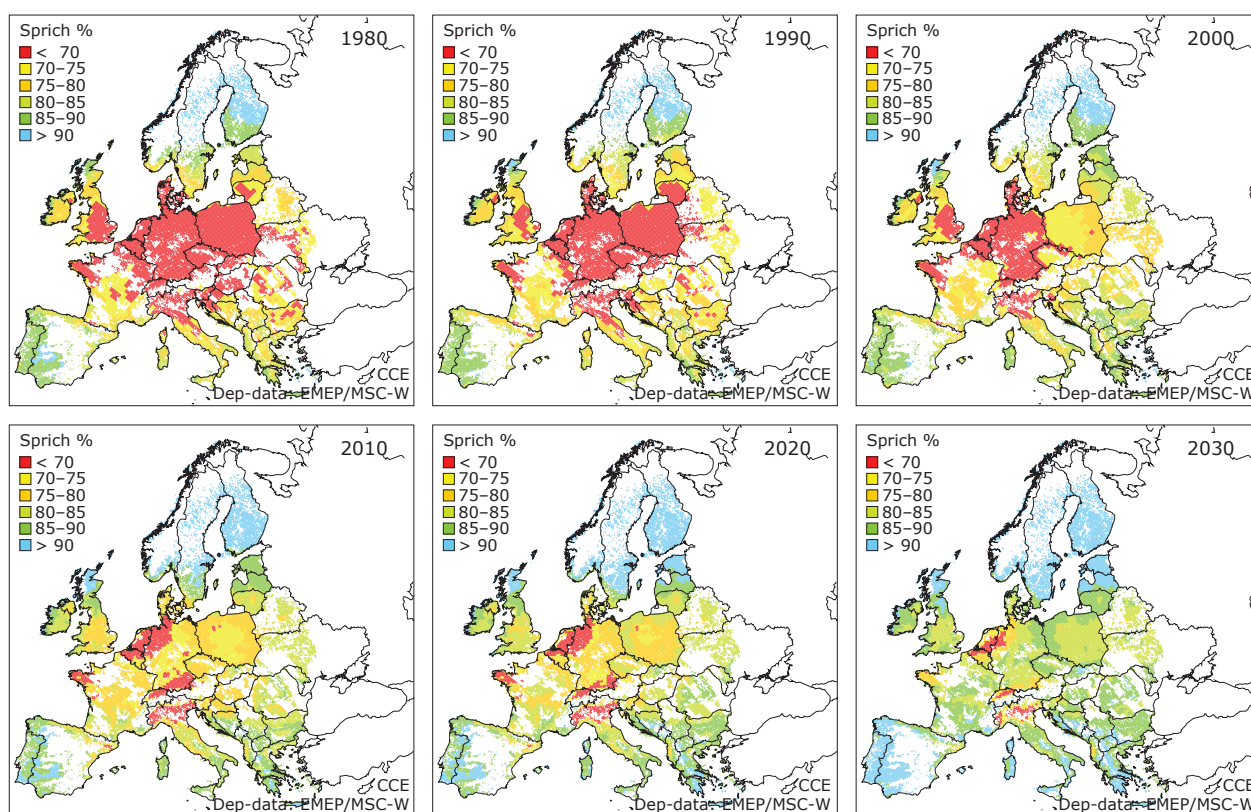 Sprich %
1980
< 70
70–75
75–80
80–85
85–90
> 90
CCE
Dep-data: EMEP/MSC-W
Sprich %
1990
< 70
70–75
75–80
80–85
85–90
> 90
CCE
Dep-data: EMEP/MSC-W
Sprich %
2000
< 70
70–75
75–80
80–85
85–90
> 90
CCE
Dep-data: EMEP/MSC-W
Sprich %
2010
< 70
70–75
75–80
80–85
85–90
> 90
CCE
Dep-data: EMEP/MSC-W
Sprich %
2020
< 70
70–75
75–80
80–85
85–90
> 90
CCE
Dep-data: EMEP/MSC-W
Sprich %
2030
< 70
70–75
75–80
80–85
85–90
> 90
CCE
Dep-data: EMEP/MSC-W